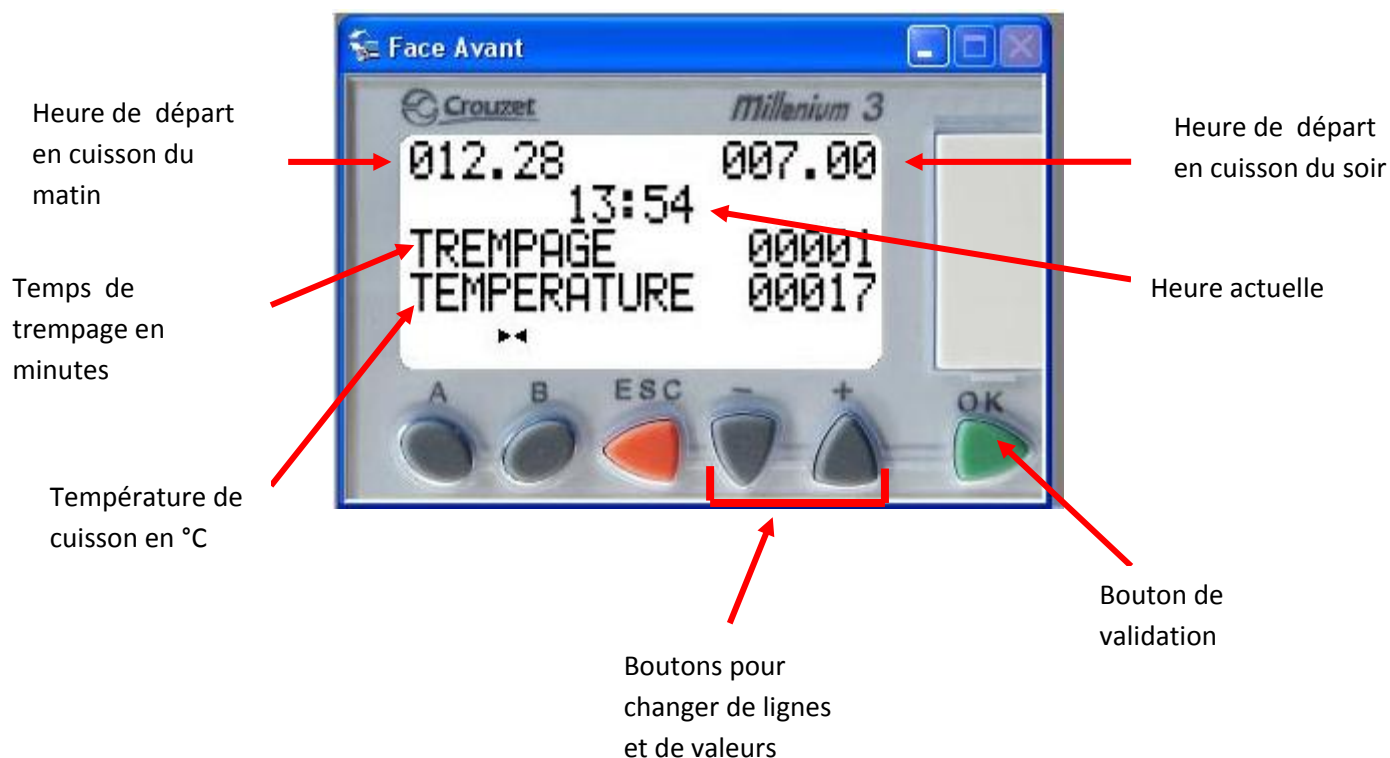 Face Avant
Crouzet
Millenium 3
Heure de départ
en cuisson du
matin
012.28
007.00
Heure de départ
en cuisson du soir
13:54
TREMPAGE 00001
TEMPERATURE 00017
Temps de
trempage en
minutes
Heure actuelle
A B ESC - + OK
Température de
cuisson en °C
Bouton de
validation
Boutons pour
changer de lignes
et de valeurs